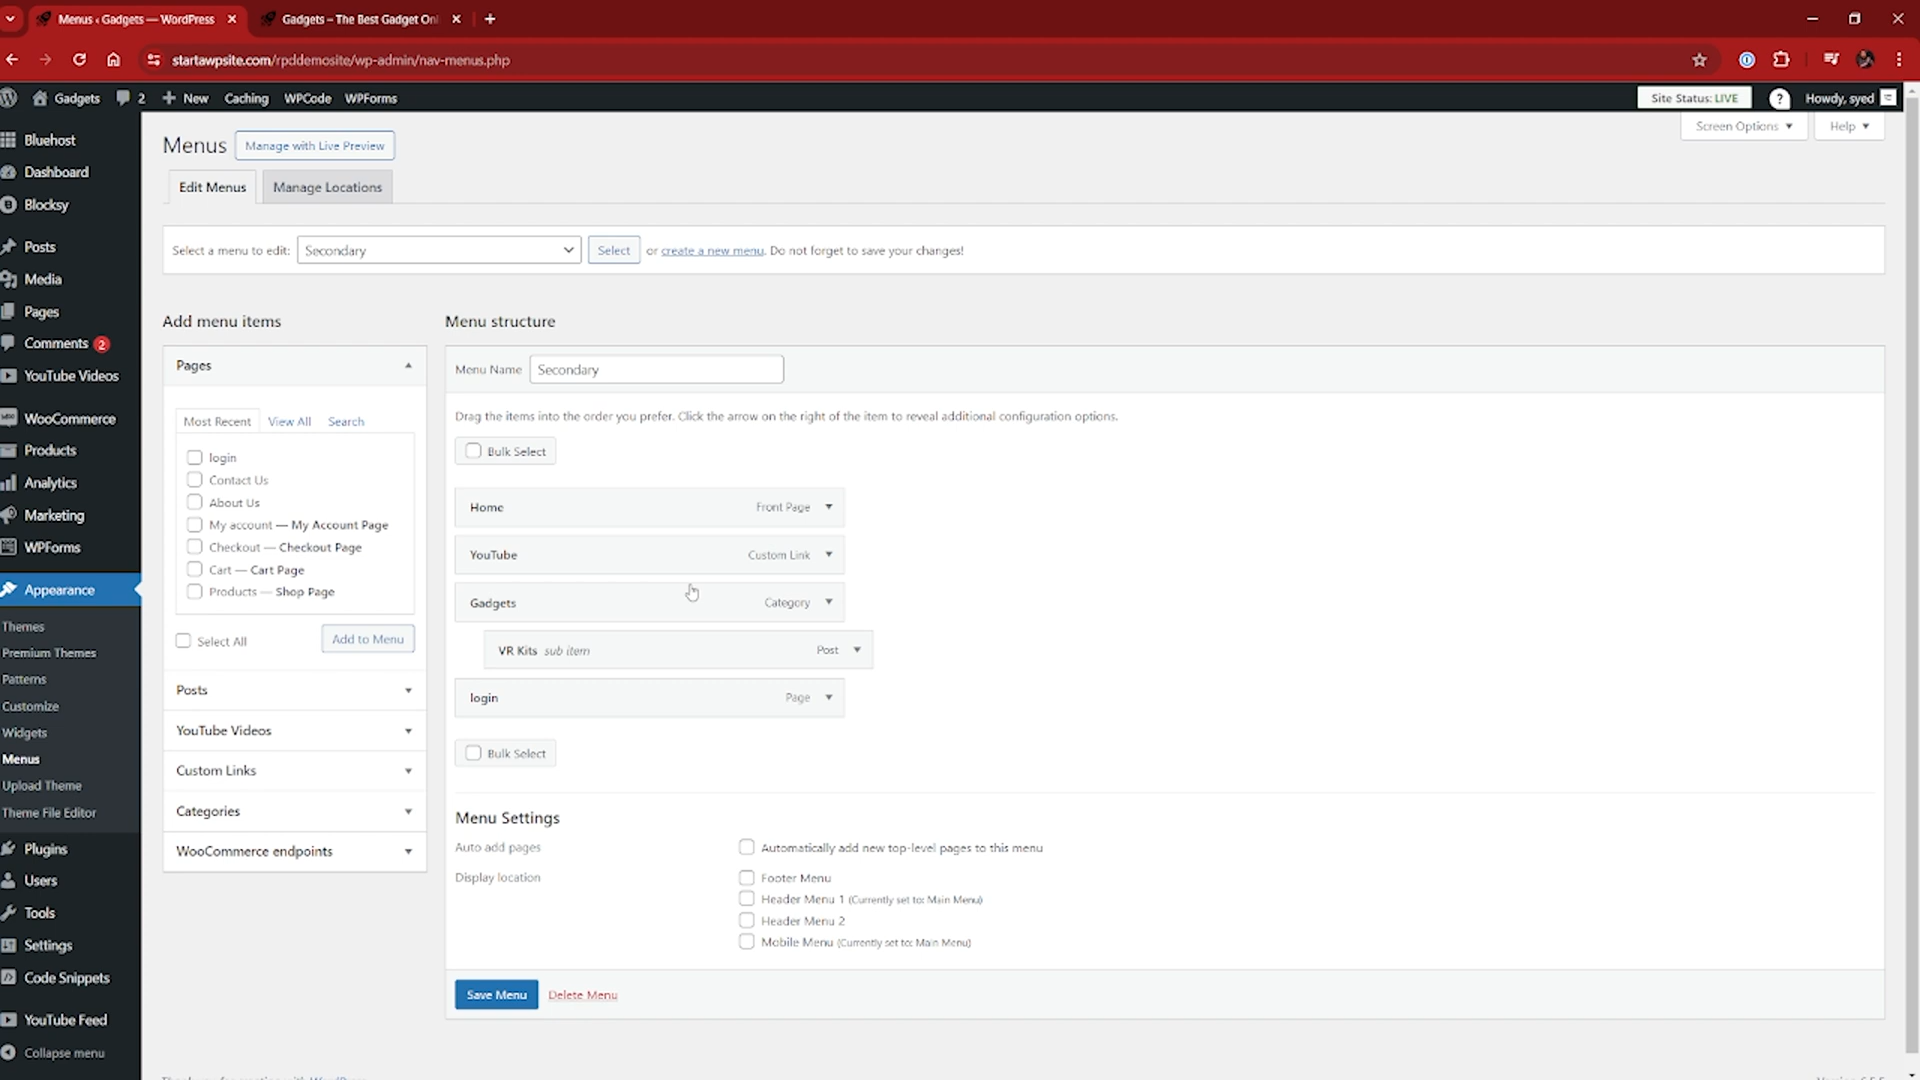 Menus ‹ Gadgets — WordPress
Gadgets – The Best Gadget Onl
startawpsite.com/rpddemosite/wp-admin/nav-menus.php
Gadgets
2
New
Caching
WPCode
WPForms
Site Status: LIVE
?
Howdy, syed
Bluehost
Dashboard
Blocksy
Posts
Media
Pages
Comments 2
YouTube Videos
WooCommerce
Products
Analytics
Marketing
WPForms
Appearance
Themes
Premium Themes
Patterns
Customize
Widgets
Menus
Upload Theme
Theme File Editor
Plugins
Users
Tools
Settings
Code Snippets
YouTube Feed
Collapse menu
Screen Options
Help
Menus
Manage with Live Preview
Edit Menus
Manage Locations
Select a menu to edit:
Secondary
Select
or create a new menu. Do not forget to save your changes!
Add menu items
Pages
Most Recent
View All
Search
login
Contact Us
About Us
My account — My Account Page
Checkout — Checkout Page
Cart — Cart Page
Products — Shop Page
Select All
Add to Menu
Posts
YouTube Videos
Custom Links
Categories
WooCommerce endpoints
Menu structure
Menu Name
Secondary
Drag the items into the order you prefer. Click the arrow on the right of the item to reveal additional configuration options.
Bulk Select
Home
Front Page
YouTube
Custom Link
Gadgets
Category
VR Kits sub item
Post
login
Page
Bulk Select
Menu Settings
Auto add pages
Automatically add new top-level pages to this menu
Display location
Footer Menu
Header Menu 1 (Currently set to: Main Menu)
Header Menu 2
Mobile Menu (Currently set to: Main Menu)
Save Menu
Delete Menu